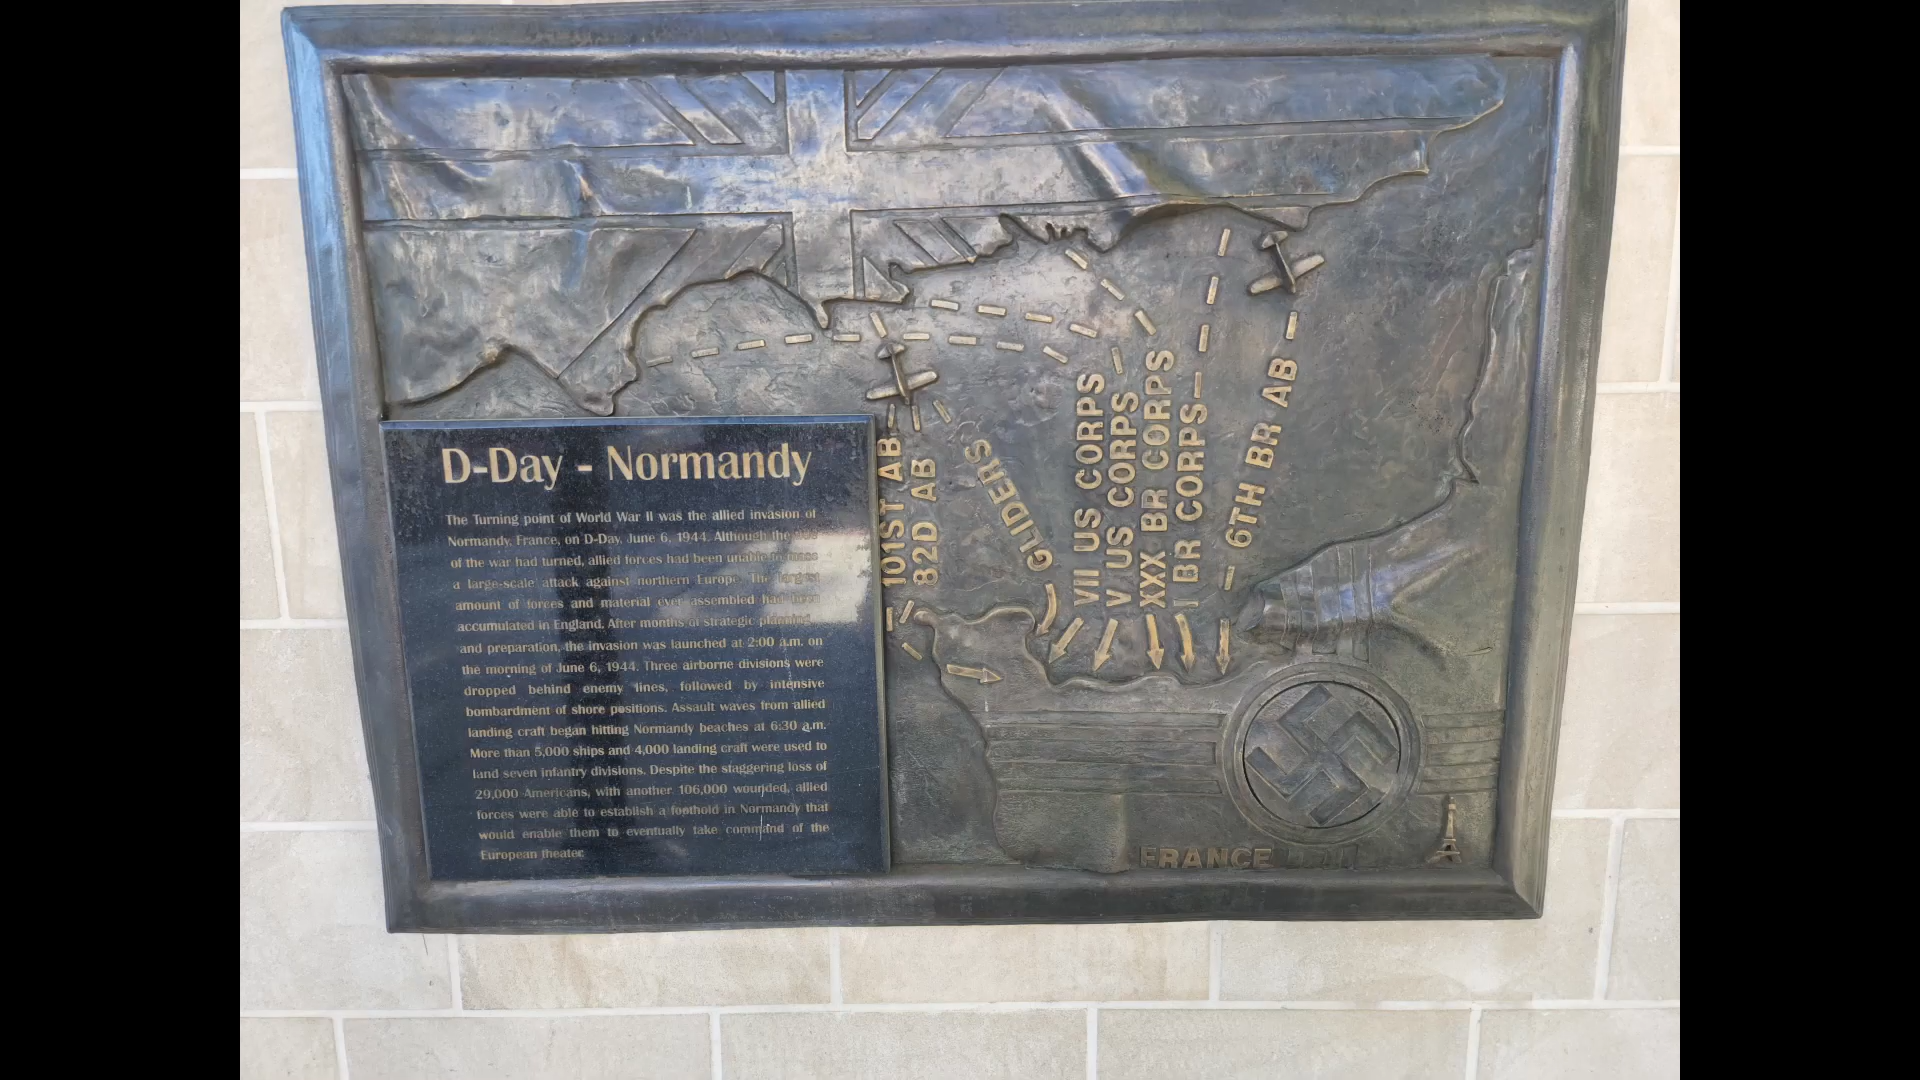 D-Day - Normandy
The Turning point of World War II was the allied invasion of
Normandy, France, on D-Day, June 6, 1944. Although the tide
of the war had turned, allied forces had been unable to mass
a large-scale attack against northern Europe. The largest
amount of forces and material ever assembled had been
accumulated in England. After months of strategic planning
and preparation, the invasion was launched at 2:00 a.m. on
the morning of June 6, 1944. Three airborne divisions were
dropped behind enemy lines, followed by intensive
bombardment of shore positions. Assault waves from allied
landing craft began hitting Normandy beaches at 6:30 a.m.
More than 5,000 ships and 4,000 landing craft were used to
land seven infantry divisions. Despite the staggering loss of
29,000 Americans, with another 106,000 wounded, allied
forces were able to establish a foothold in Normandy that
would enable them to eventually take command of the
European theater.
101ST AB
82D AB
GLIDERS
VII US CORPS
V US CORPS
XXX BR CORPS
I BR CORPS
6TH BR AB
FRANCE